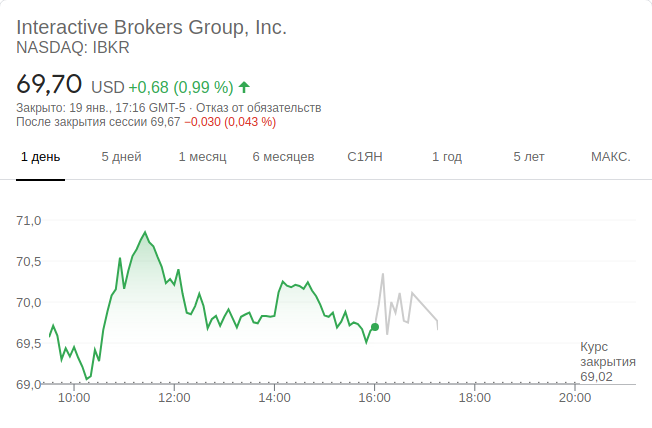 Interactive Brokers Group, Inc.
NASDAQ: IBKR
69,70 USD +0,68 (0,99 %)
Закрыто: 19 янв., 17:16 GMT-5 · Отказ от обязательств
После закрытия сессии 69,67 −0,030 (0,043 %)
1 день 5 дней 1 месяц 6 месяцев С1ЯН 1 год 5 лет МАКС.
71,0
70,5
70,0
69,5
69,0
Курс
закрытия
69,02
10:00 12:00 14:00 16:00 18:00 20:00